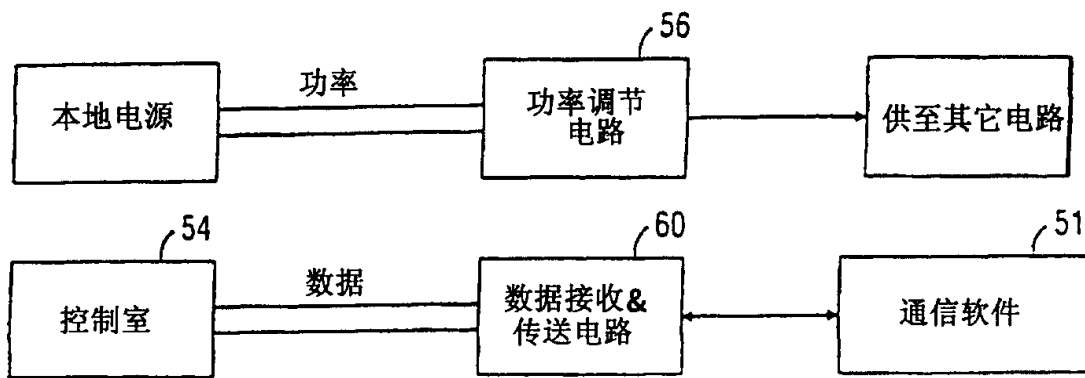 56
本地电源
功率
功率调节
电路
供至其它电路
54
60
51
控制室
数据
数据接收&
传送电路
通信软件